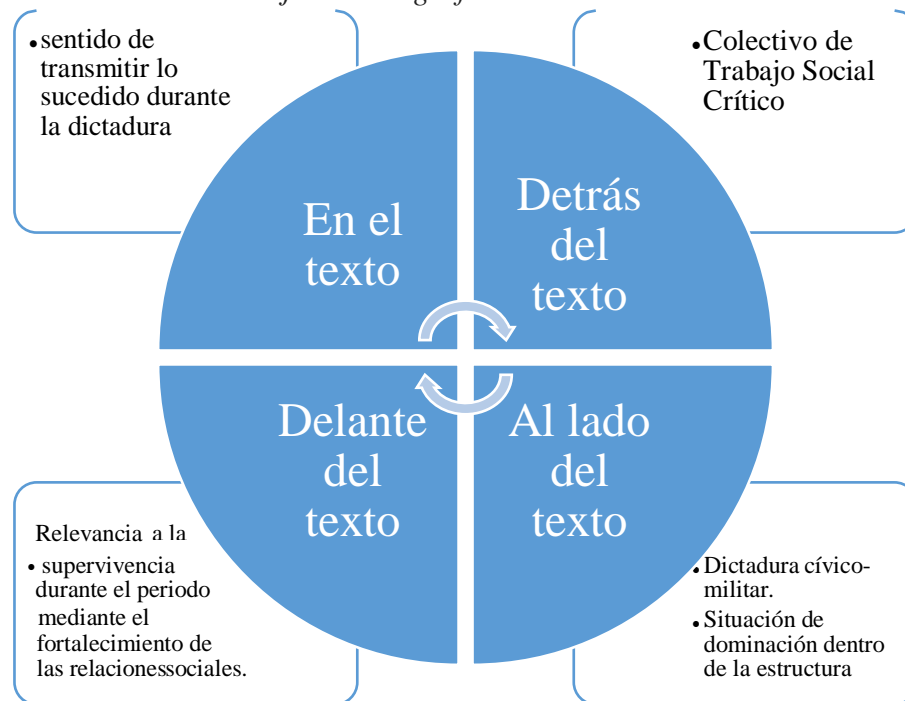 • sentido de
transmitir lo
sucedido durante
la dictadura
• Colectivo de
Trabajo Social
Crítico
En el
texto
Detrás
del
texto
Delante
del
texto
Al lado
del
texto
Relevancia a la
• supervivencia
durante el periodo
mediante el
fortalecimiento de
las relacionessociales.
• Dictadura cívico-
militar.
• Situación de
dominación dentro
de la estructura